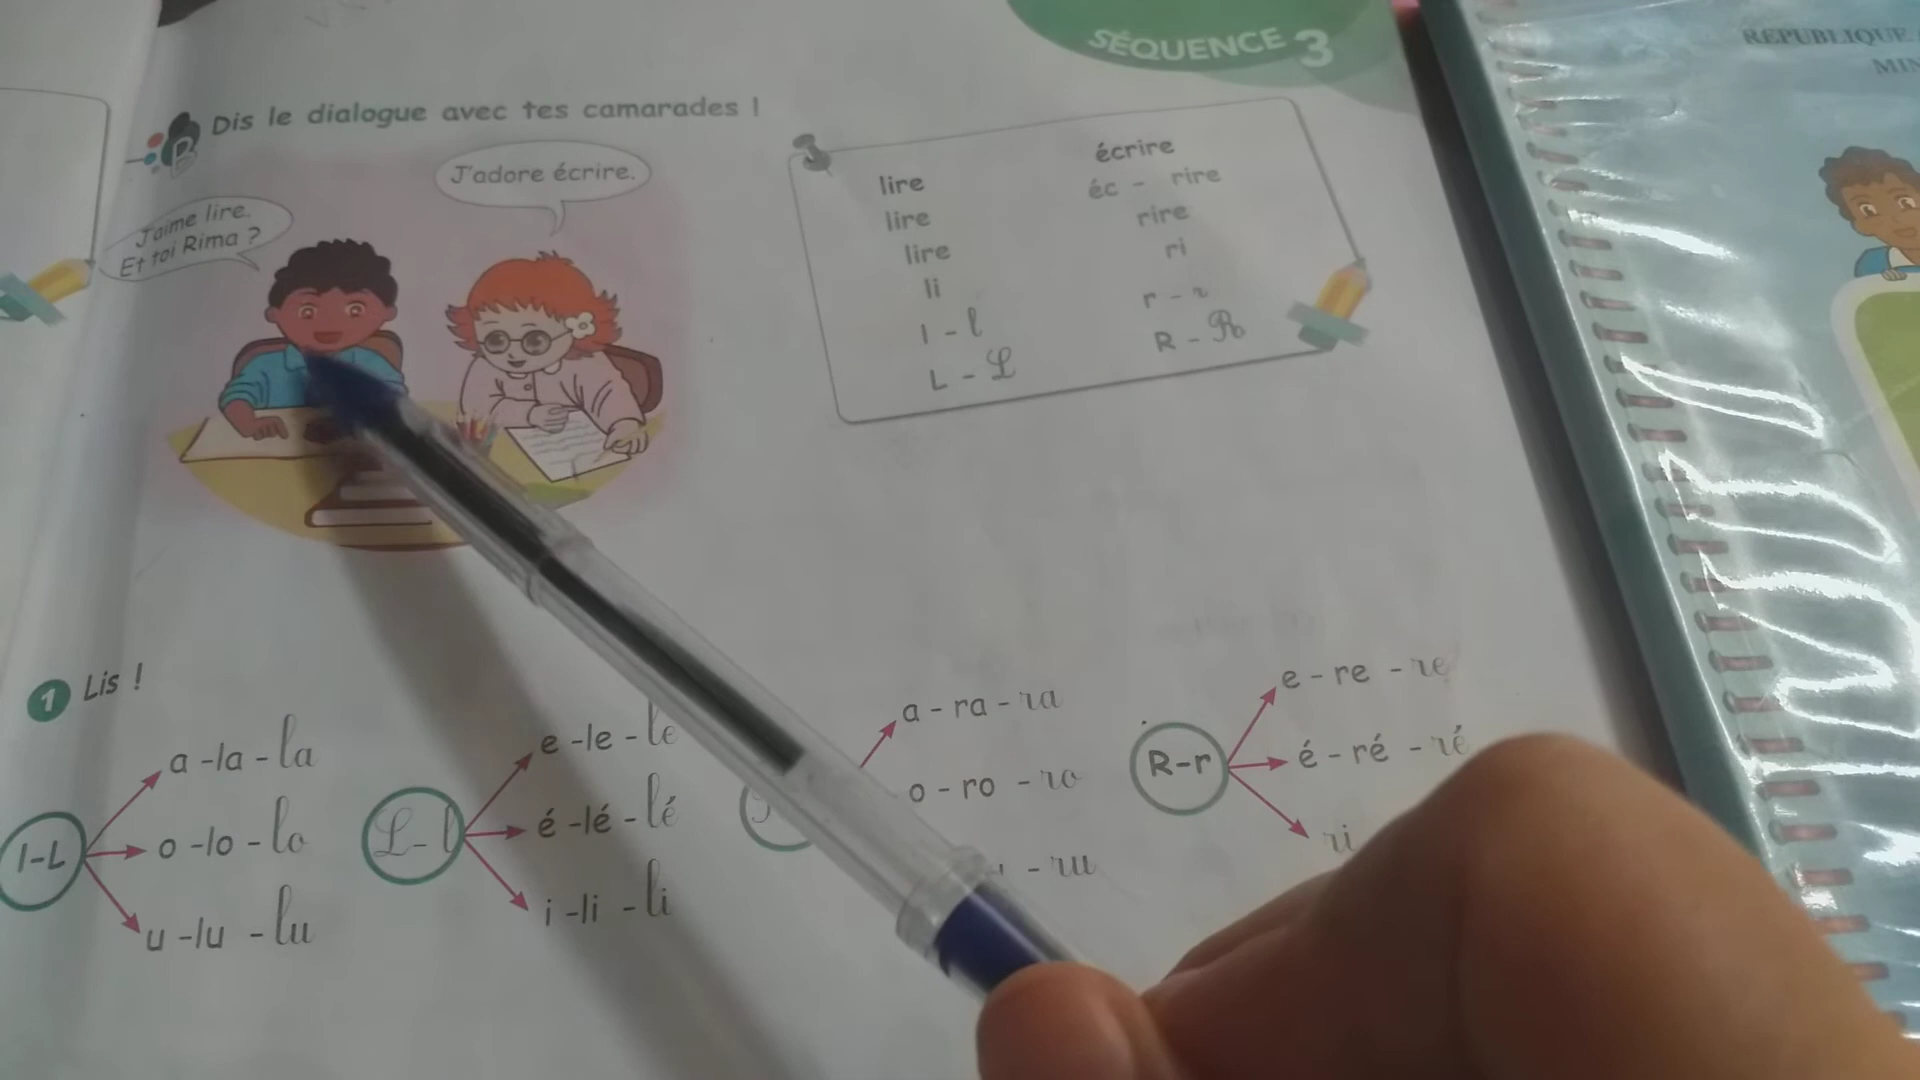 SÉQUENCE 3
Dis le dialogue avec tes camarades !
J'aime lire.
Et toi Rima ?
J'adore écrire.
lire
lire
lire
li
l - l
L - L
écrire
éc - rire
rire
ri
r - r
R - R
1 Lis !
l-L
a -la - la
o -lo - lo
u -lu - lu
L - l
e -le - le
é -lé - lé
i -li - li
a - ra - ra
o - ro - ro
- ru
R-r
e - re - re
é - ré - ré
ri
RÉPUBLIQUE